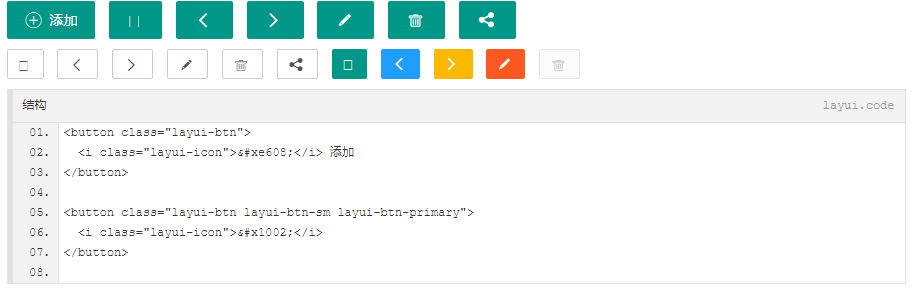 添加
结构 layui.code
01. <button class="layui-btn">
02. <i class="layui-icon">&#xe608;</i> 添加
03. </button>
04.
05. <button class="layui-btn layui-btn-sm layui-btn-primary">
06. <i class="layui-icon">&#x1002;</i>
07. </button>
08.